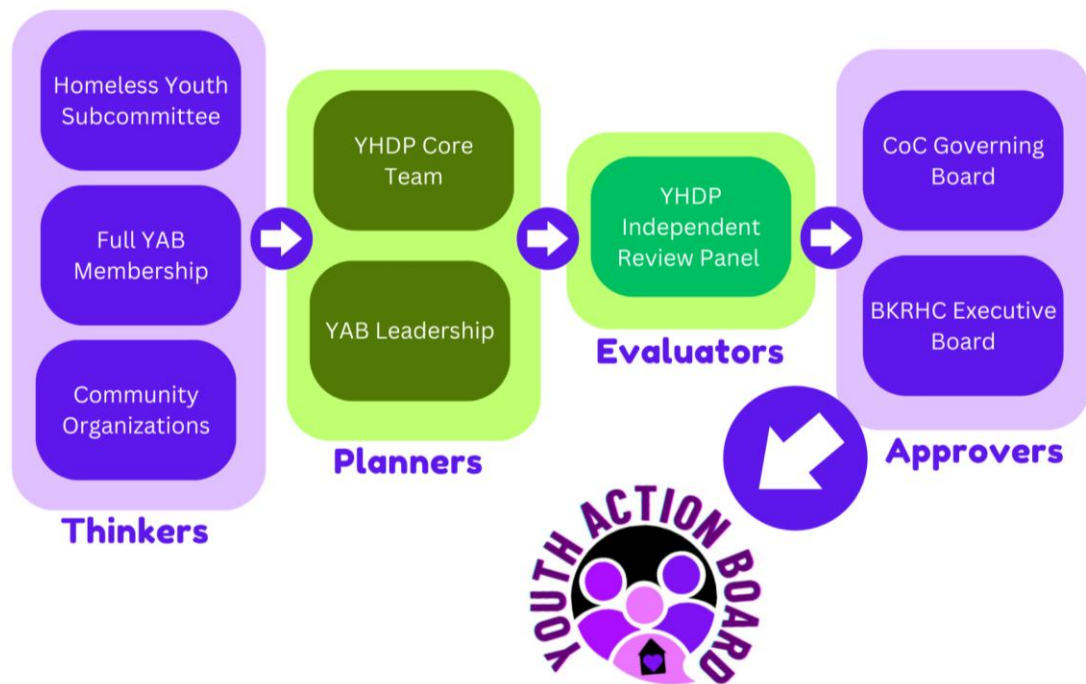 Homeless Youth
Subcommittee
Full YAB
Membership
Community
Organizations
Thinkers
YHDP Core
Team
YAB Leadership
Planners
YHDP
Independent
Review Panel
Evaluators
CoC Governing
Board
BKRHC Executive
Board
Approvers
YOUTH ACTION BOARD